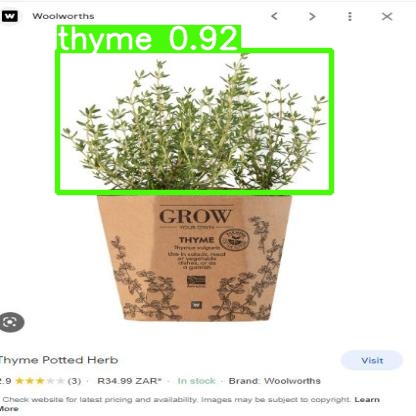 W Woolworths
thyme 0.92
GROW
YOUR OWN
THYME
Thymus vulgaris
Use in salads, meat
or vegetable
dishes, or as
a garnish
W
Thyme Potted Herb
Visit
2.9 (3) · R34.99 ZAR* · In stock · Brand: Woolworths
Check website for latest pricing and availability. Images may be subject to copyright. Learn
More